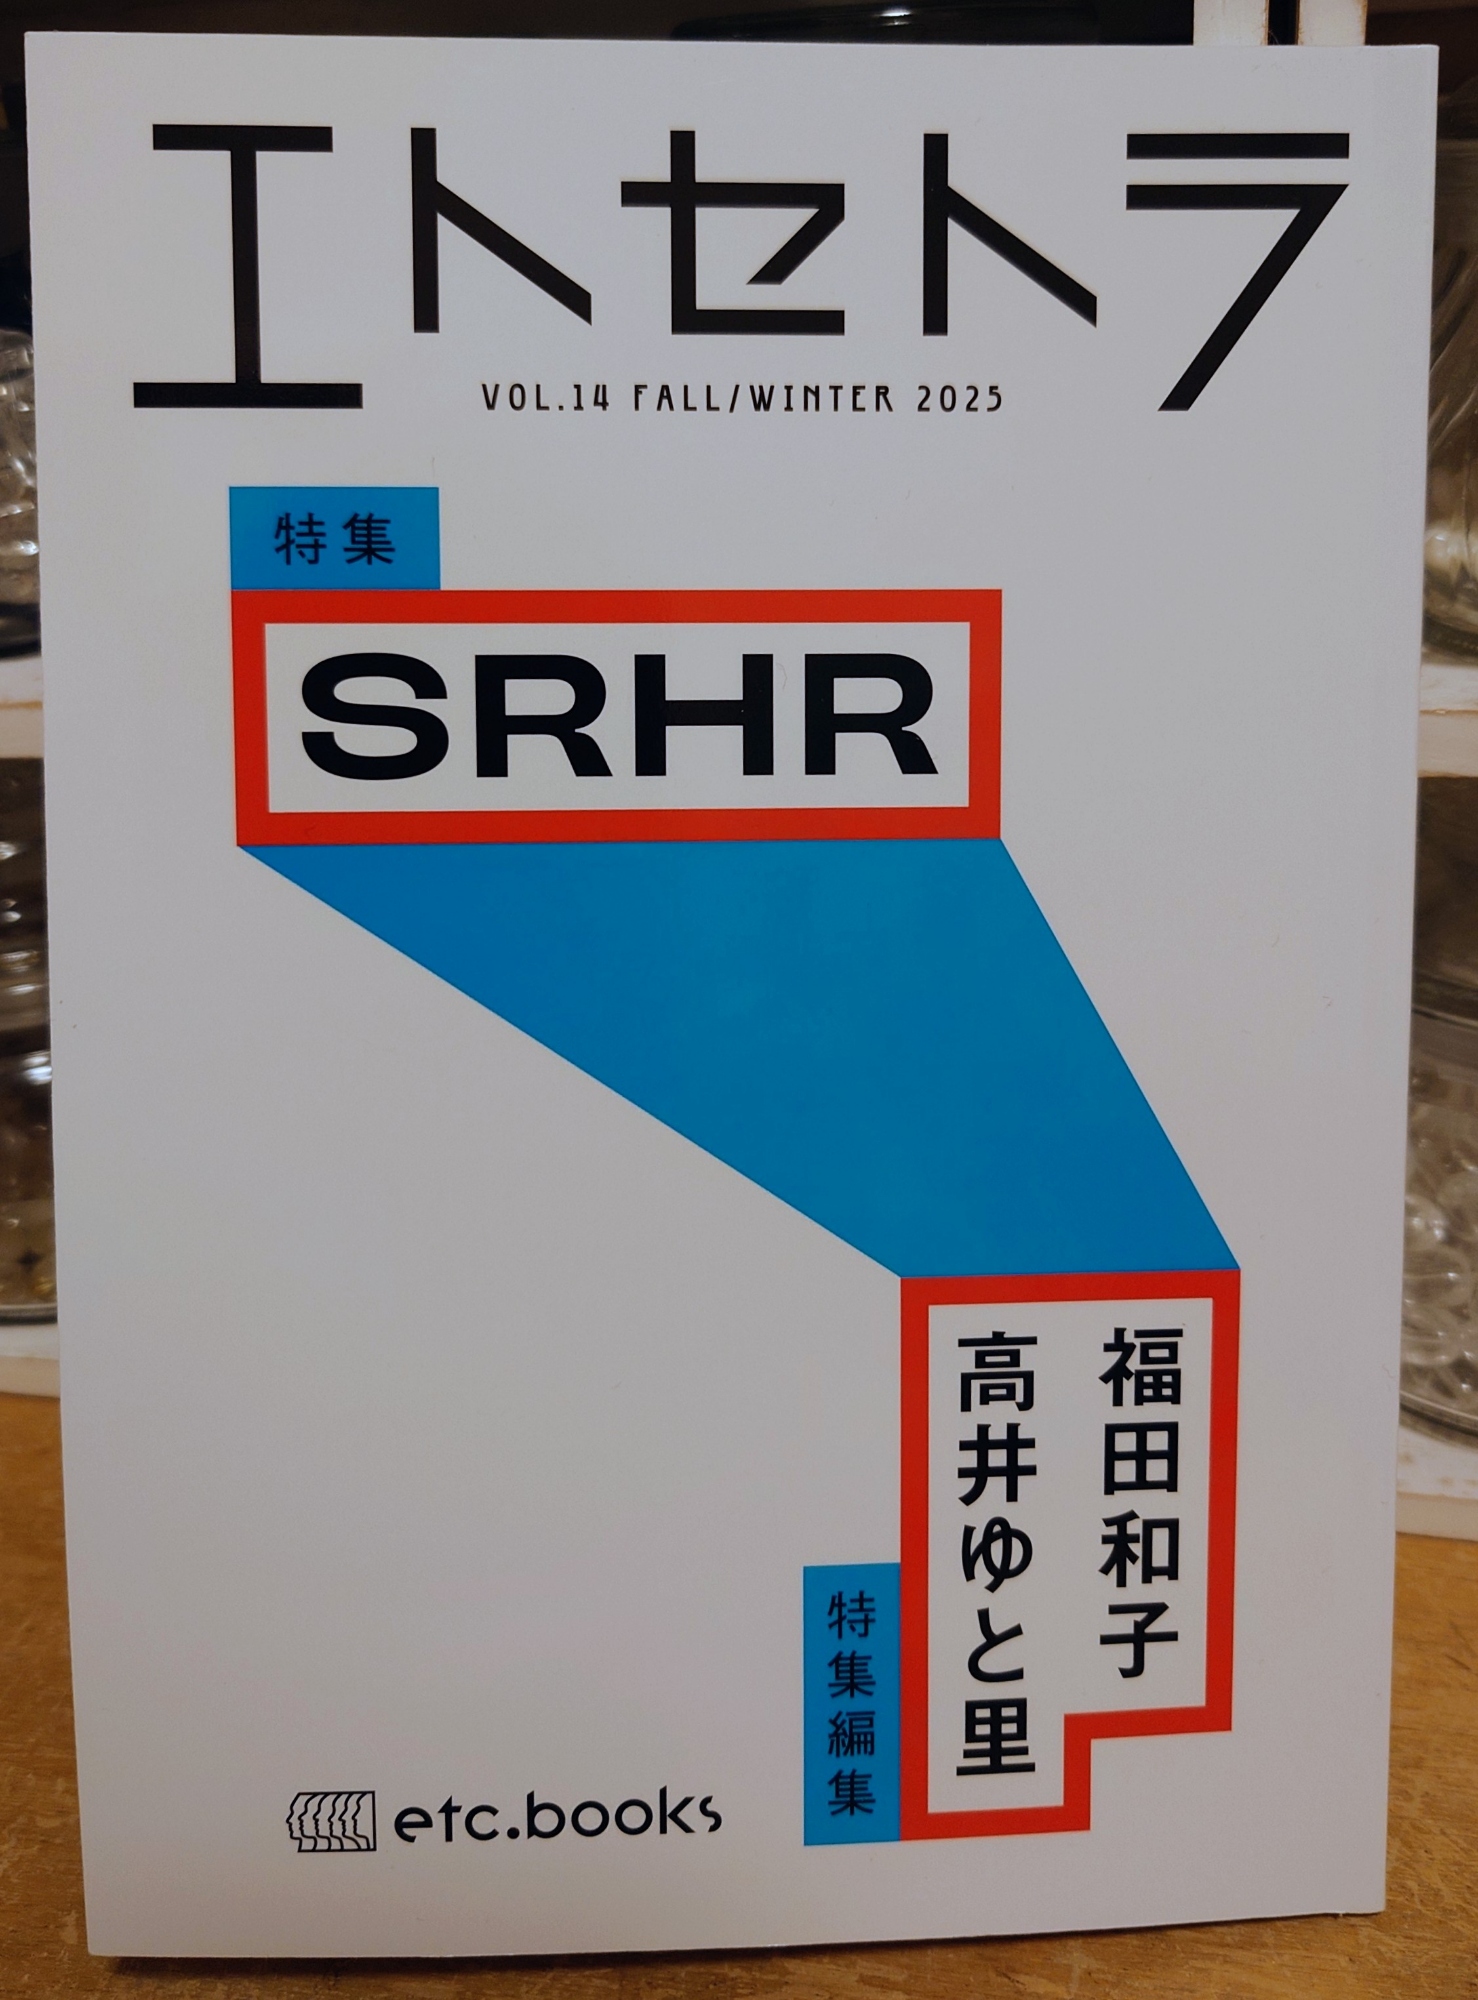 エトセトラ
VOL.14 FALL/WINTER 2025
特集
SRHR
福田和子
高井ゆと里
特集編集
etc.books